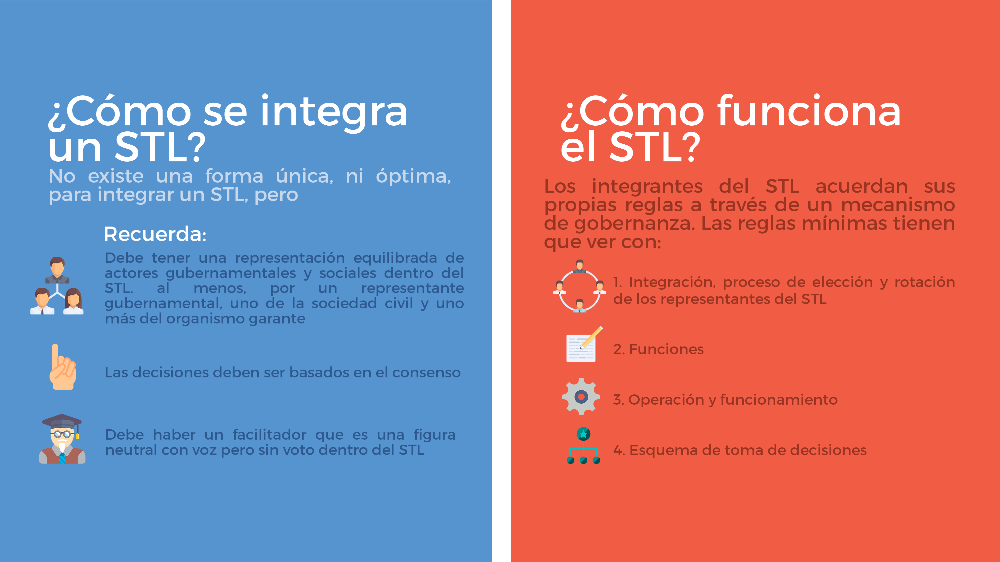 ¿Cómo se integra
un STL?
No existe una forma única, ni óptima,
para integrar un STL, pero
Recuerda:
Debe tener una representación equilibrada de
actores gubernamentales y sociales dentro del
STL. al menos, por un representante
gubernamental, uno de la sociedad civil y uno
más del organismo garante
Las decisiones deben ser basados en el consenso
Debe haber un facilitador que es una figura
neutral con voz pero sin voto dentro del STL
¿Cómo funciona
el STL?
Los integrantes del STL acuerdan sus
propias reglas a través de un mecanismo
de gobernanza. Las reglas mínimas tienen
que ver con:
1. Integración, proceso de elección y rotación
de los representantes del STL
2. Funciones
3. Operación y funcionamiento
4. Esquema de toma de decisiones